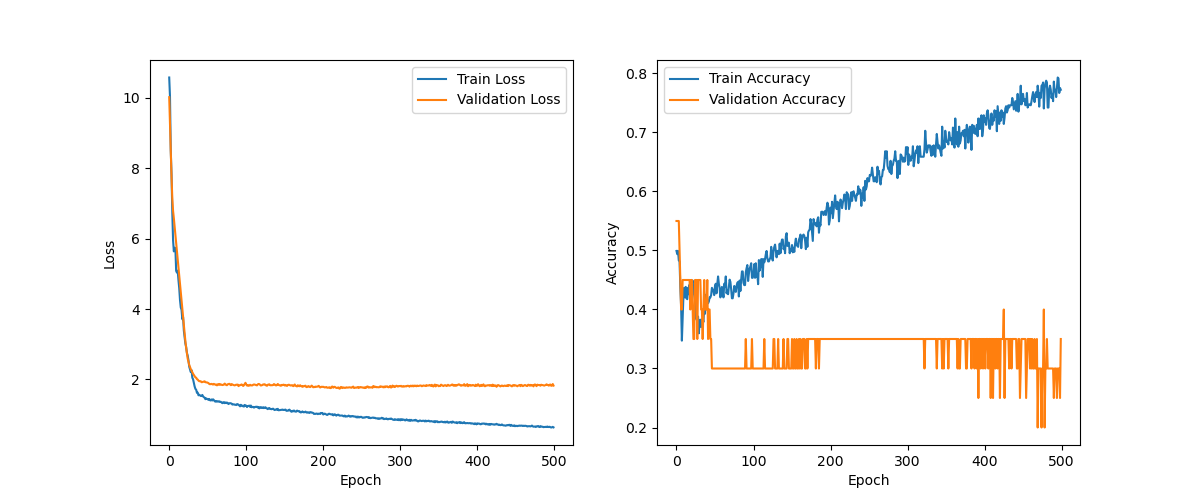 Train Loss
Validation Loss
10
8
6
4
2
Loss
0 100 200 300 400 500
Epoch
Train Accuracy
Validation Accuracy
0.8
0.7
0.6
0.5
0.4
0.3
0.2
Accuracy
0 100 200 300 400 500
Epoch